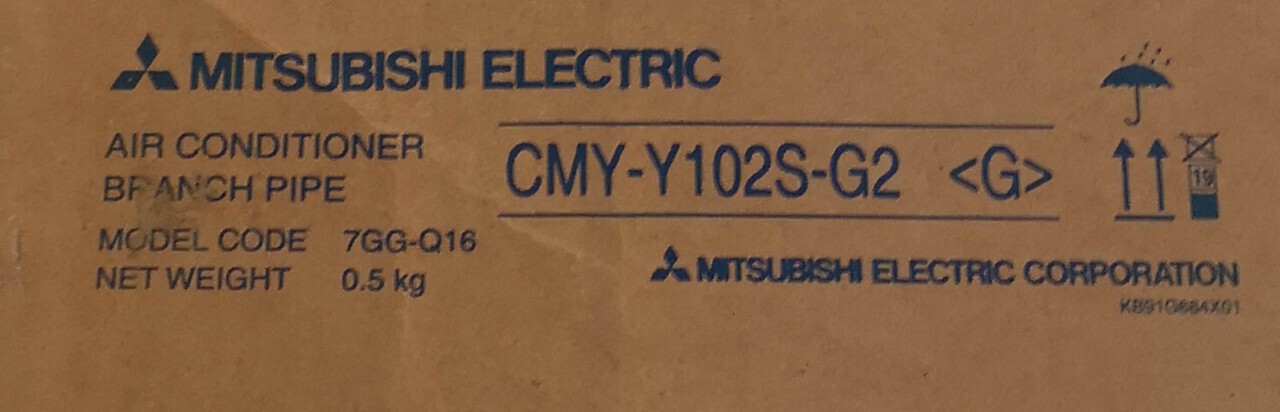 MITSUBISHI ELECTRIC
AIR CONDITIONER
BRANCH PIPE
CMY-Y102S-G2 <G>
MODEL CODE 7GG-Q16
NET WEIGHT 0.5 kg
19
MITSUBISHI ELECTRIC CORPORATION